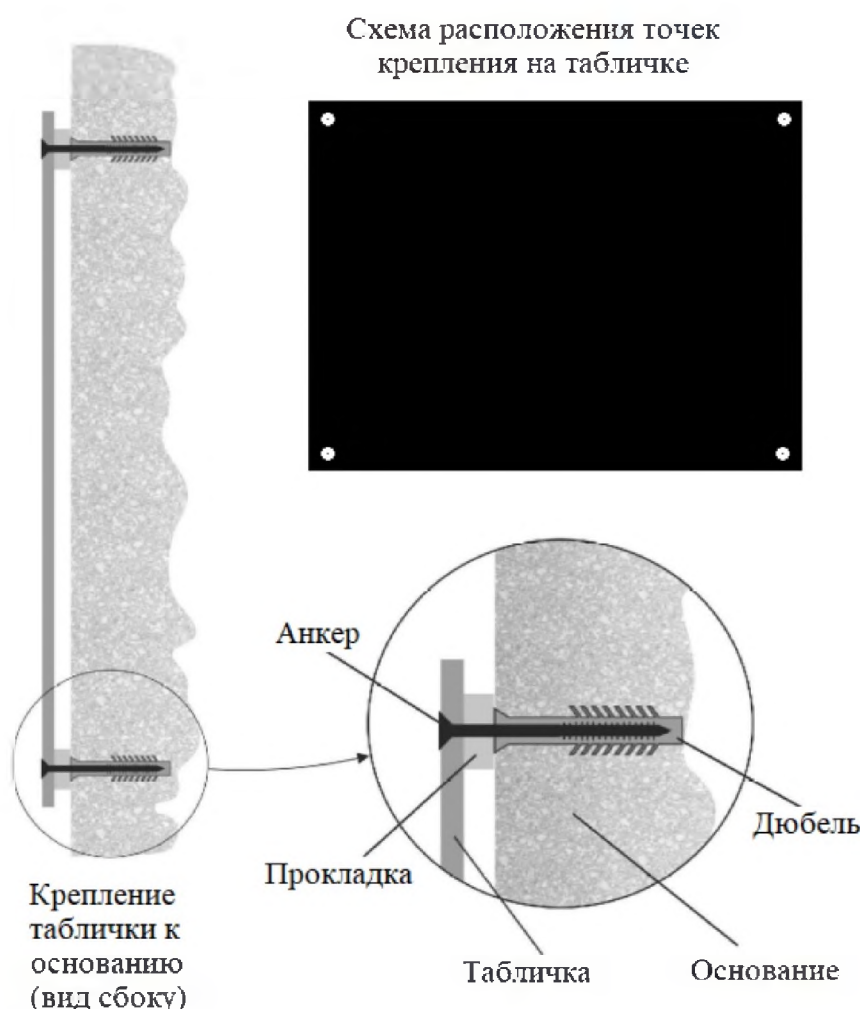 Схема расположения точек
крепления на табличке
Анкер
Дюбель
Прокладка
Крепление
таблички к
основанию
(вид сбоку)
Табличка
Основание